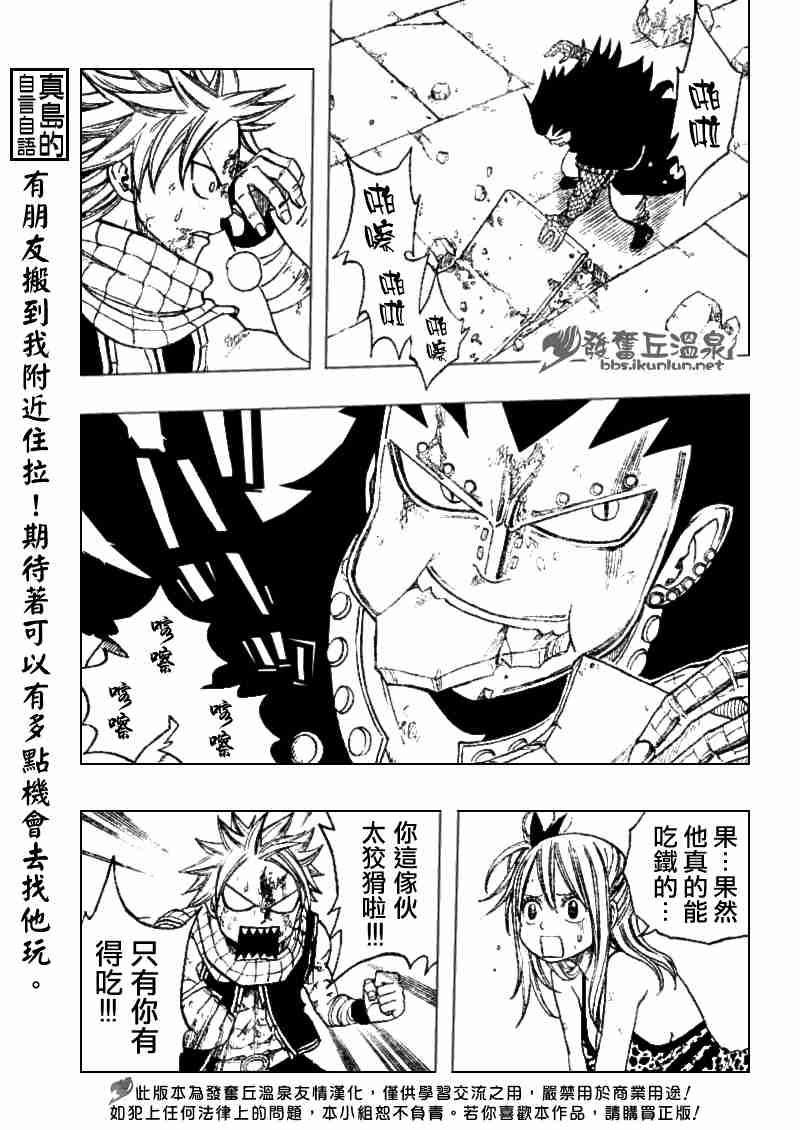 啪
啦
啪
啦
啪
嚓
啪
啦
啪
嚓
發奮丘溫泉
bbs.ikunlun.net
真島的
自言自語
有朋友搬到我附近住拉！期待著可以有多點機會去找他玩。
咳
嚓
咳
嚓
咳
嚓
果…果然
他真的能
吃鐵的…
你這傢伙
太狡猾啦!!!
只有你有
得吃!!!
此版本為發奮丘溫泉友情漢化，僅供學習交流之用，嚴禁用於商業用途!
如犯上任何法律上的問題，本小組恕不負責。若你喜歡本作品，請購買正版!